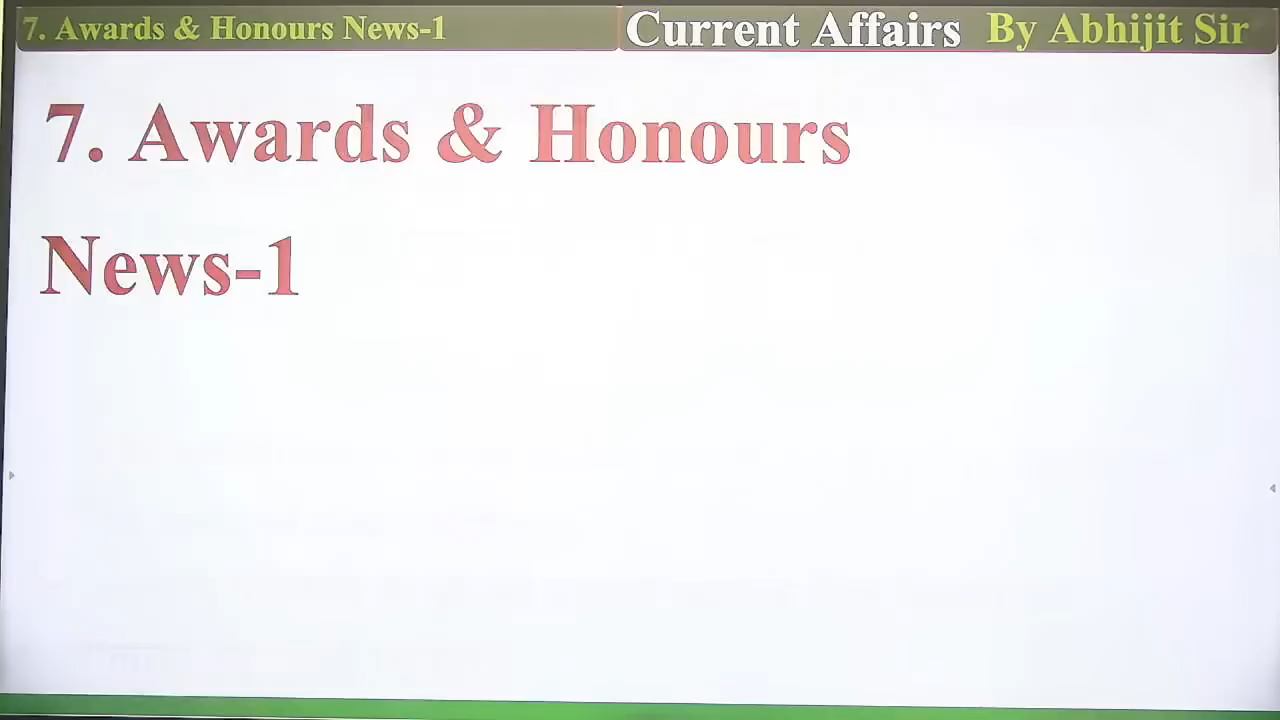 7. Awards & Honours News-1
Current Affairs By Abhijit Sir
7. Awards & Honours
News-1